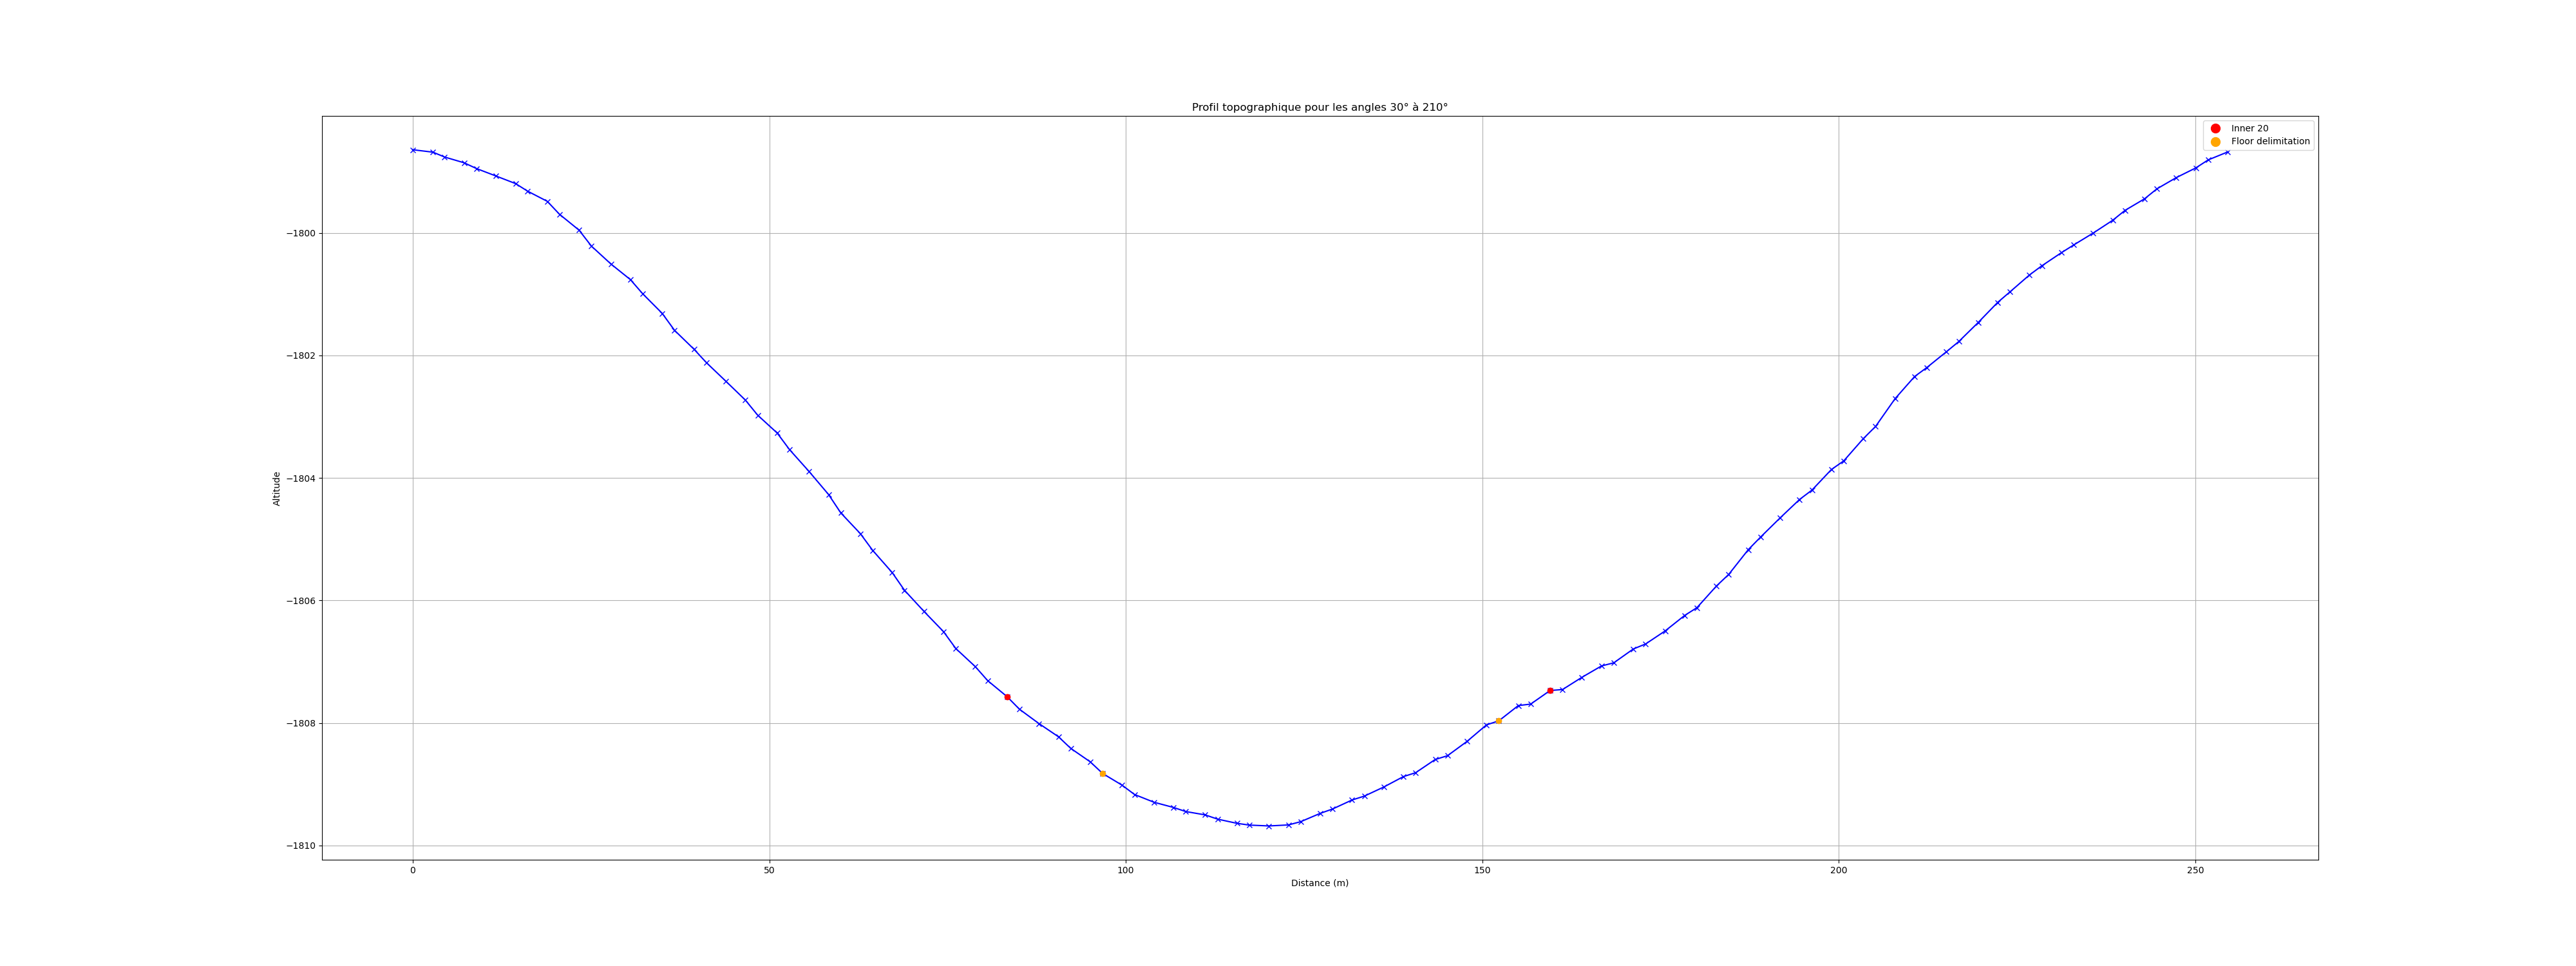 Profil topographique pour les angles 30° à 210°
Inner 20
Floor delimitation
Altitude
−1800
−1802
−1804
−1806
−1808
−1810
0 50 100 150 200 250
Distance (m)